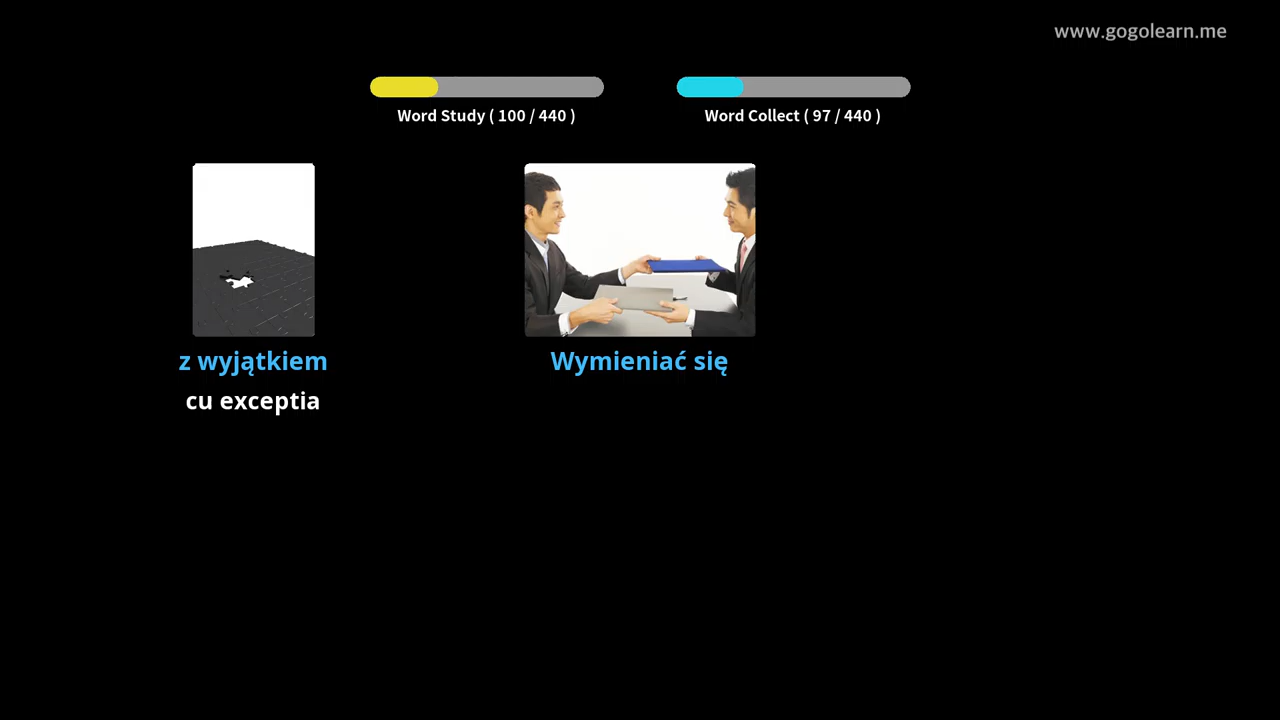 www.gogolearn.me
Word Study ( 100 / 440 )
Word Collect ( 97 / 440 )
z wyjątkiem
cu exceptia
Wymieniać się